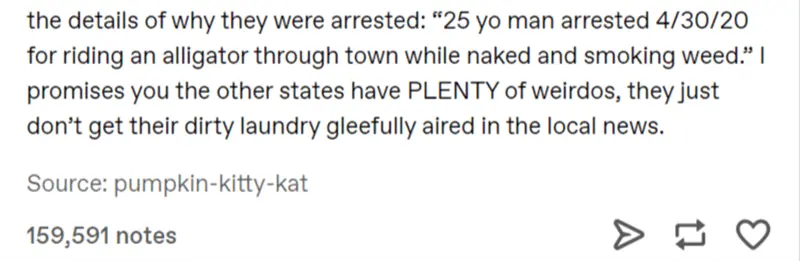 the details of why they were arrested: “25 yo man arrested 4/30/20
for riding an alligator through town while naked and smoking weed.” I
promises you the other states have PLENTY of weirdos, they just
don’t get their dirty laundry gleefully aired in the local news.
Source: pumpkin-kitty-kat
159,591 notes